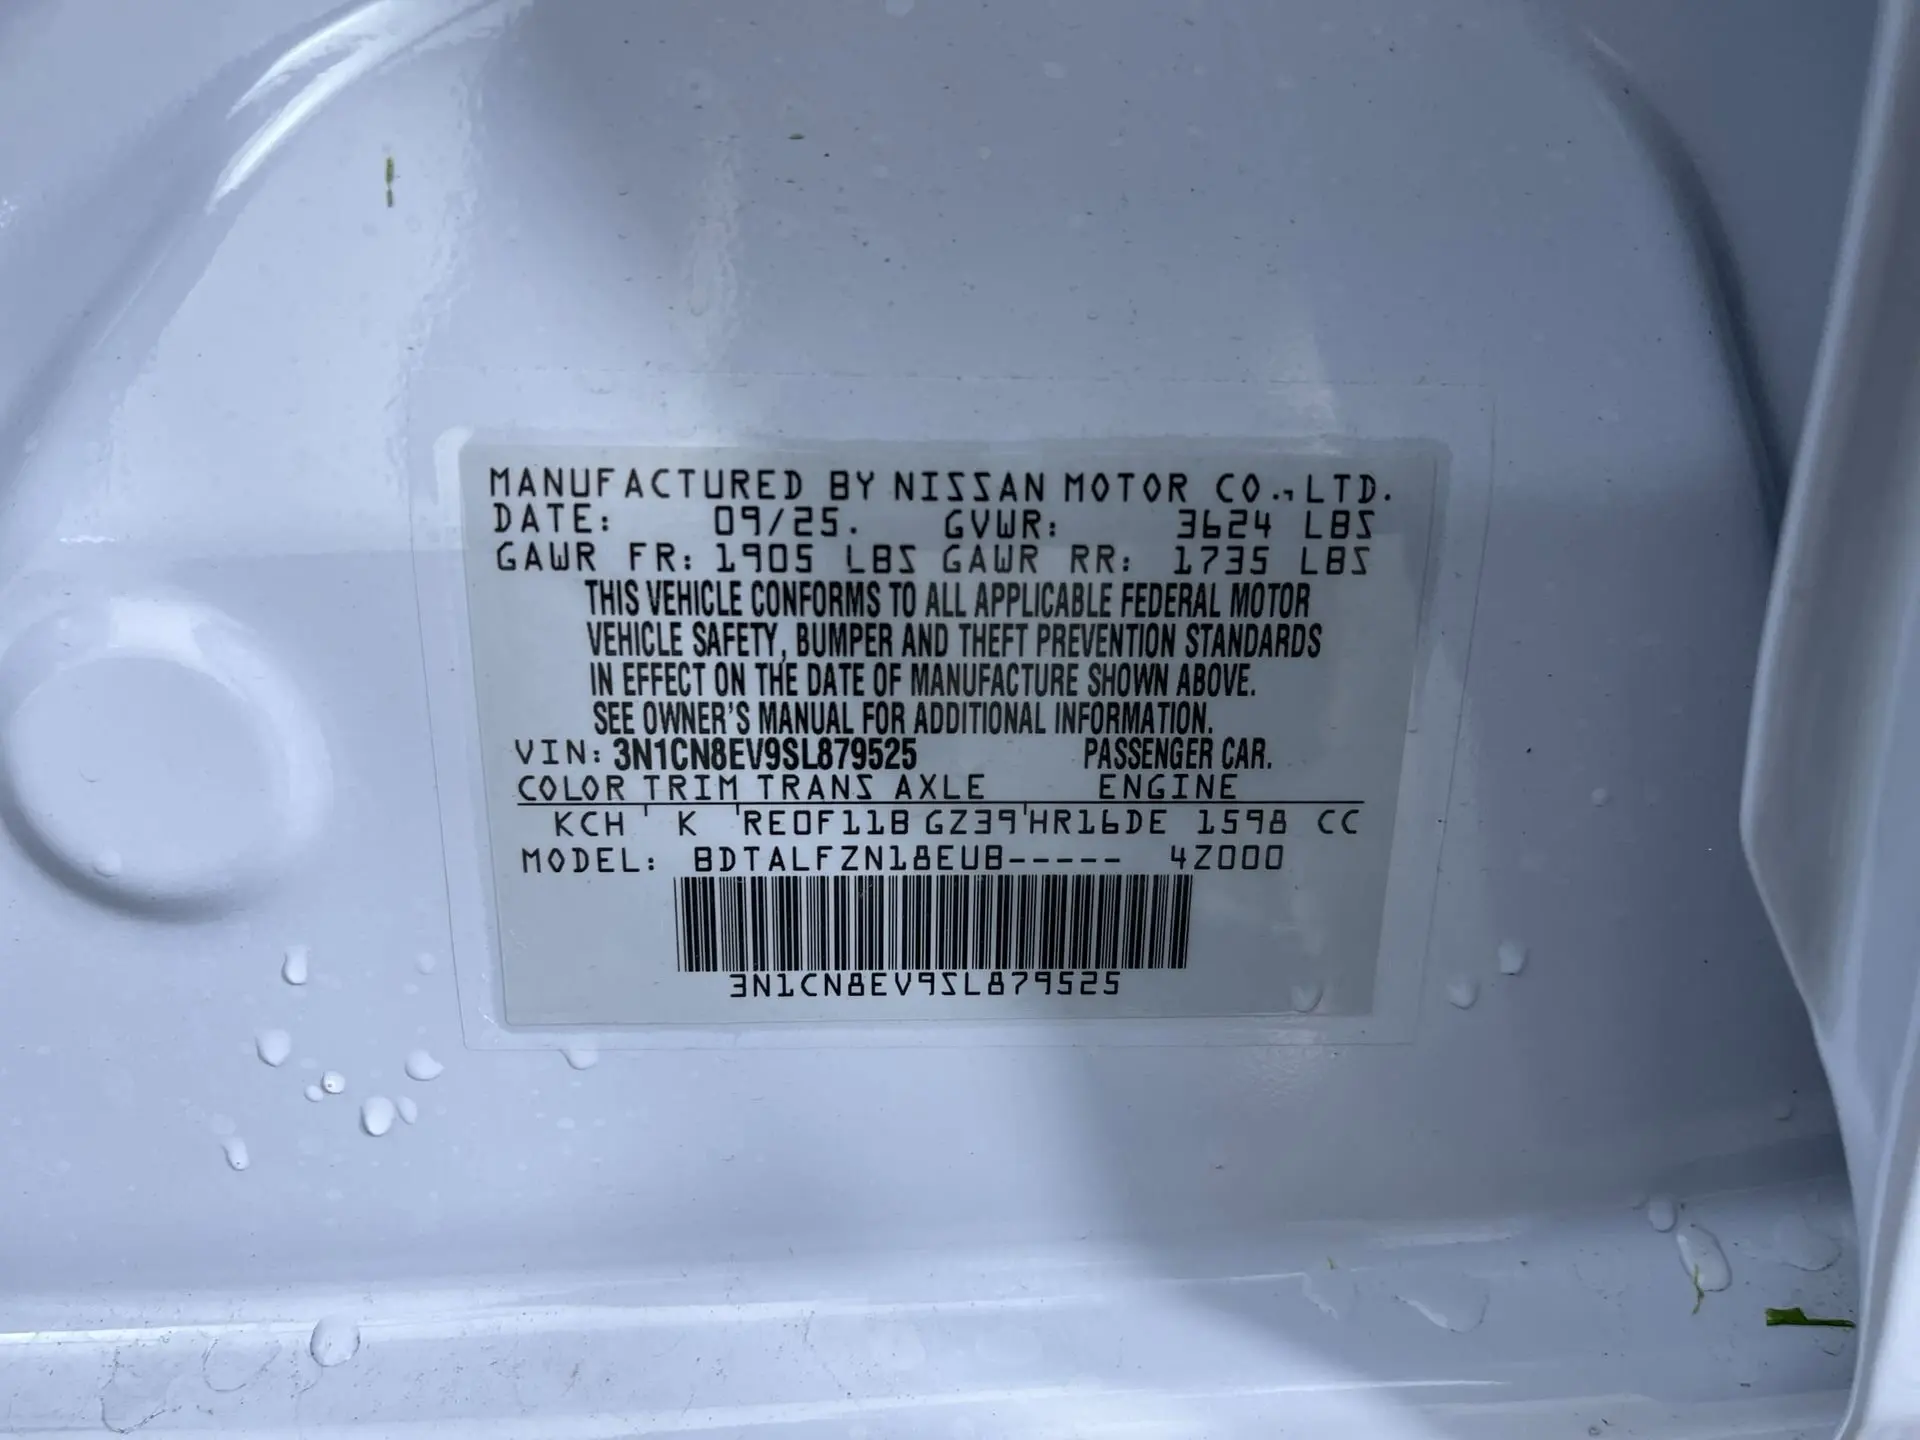 MANUFACTURED BY NISSAN MOTOR CO., LTD.
DATE: 09/25. GVWR: 3624 LBS
GAWR FR: 1905 LBS GAWR RR: 1735 LBS
THIS VEHICLE CONFORMS TO ALL APPLICABLE FEDERAL MOTOR
VEHICLE SAFETY, BUMPER AND THEFT PREVENTION STANDARDS
IN EFFECT ON THE DATE OF MANUFACTURE SHOWN ABOVE.
SEE OWNER'S MANUAL FOR ADDITIONAL INFORMATION.
VIN: 3N1CN8EV9SL879525 PASSENGER CAR.
COLOR TRIM TRANS AXLE ENGINE
KCH K RE0F11B GZ39 HR16DE 1598 CC
MODEL: BDTALFZN18EUB----- 4Z000
3N1CN8EV9SL879525